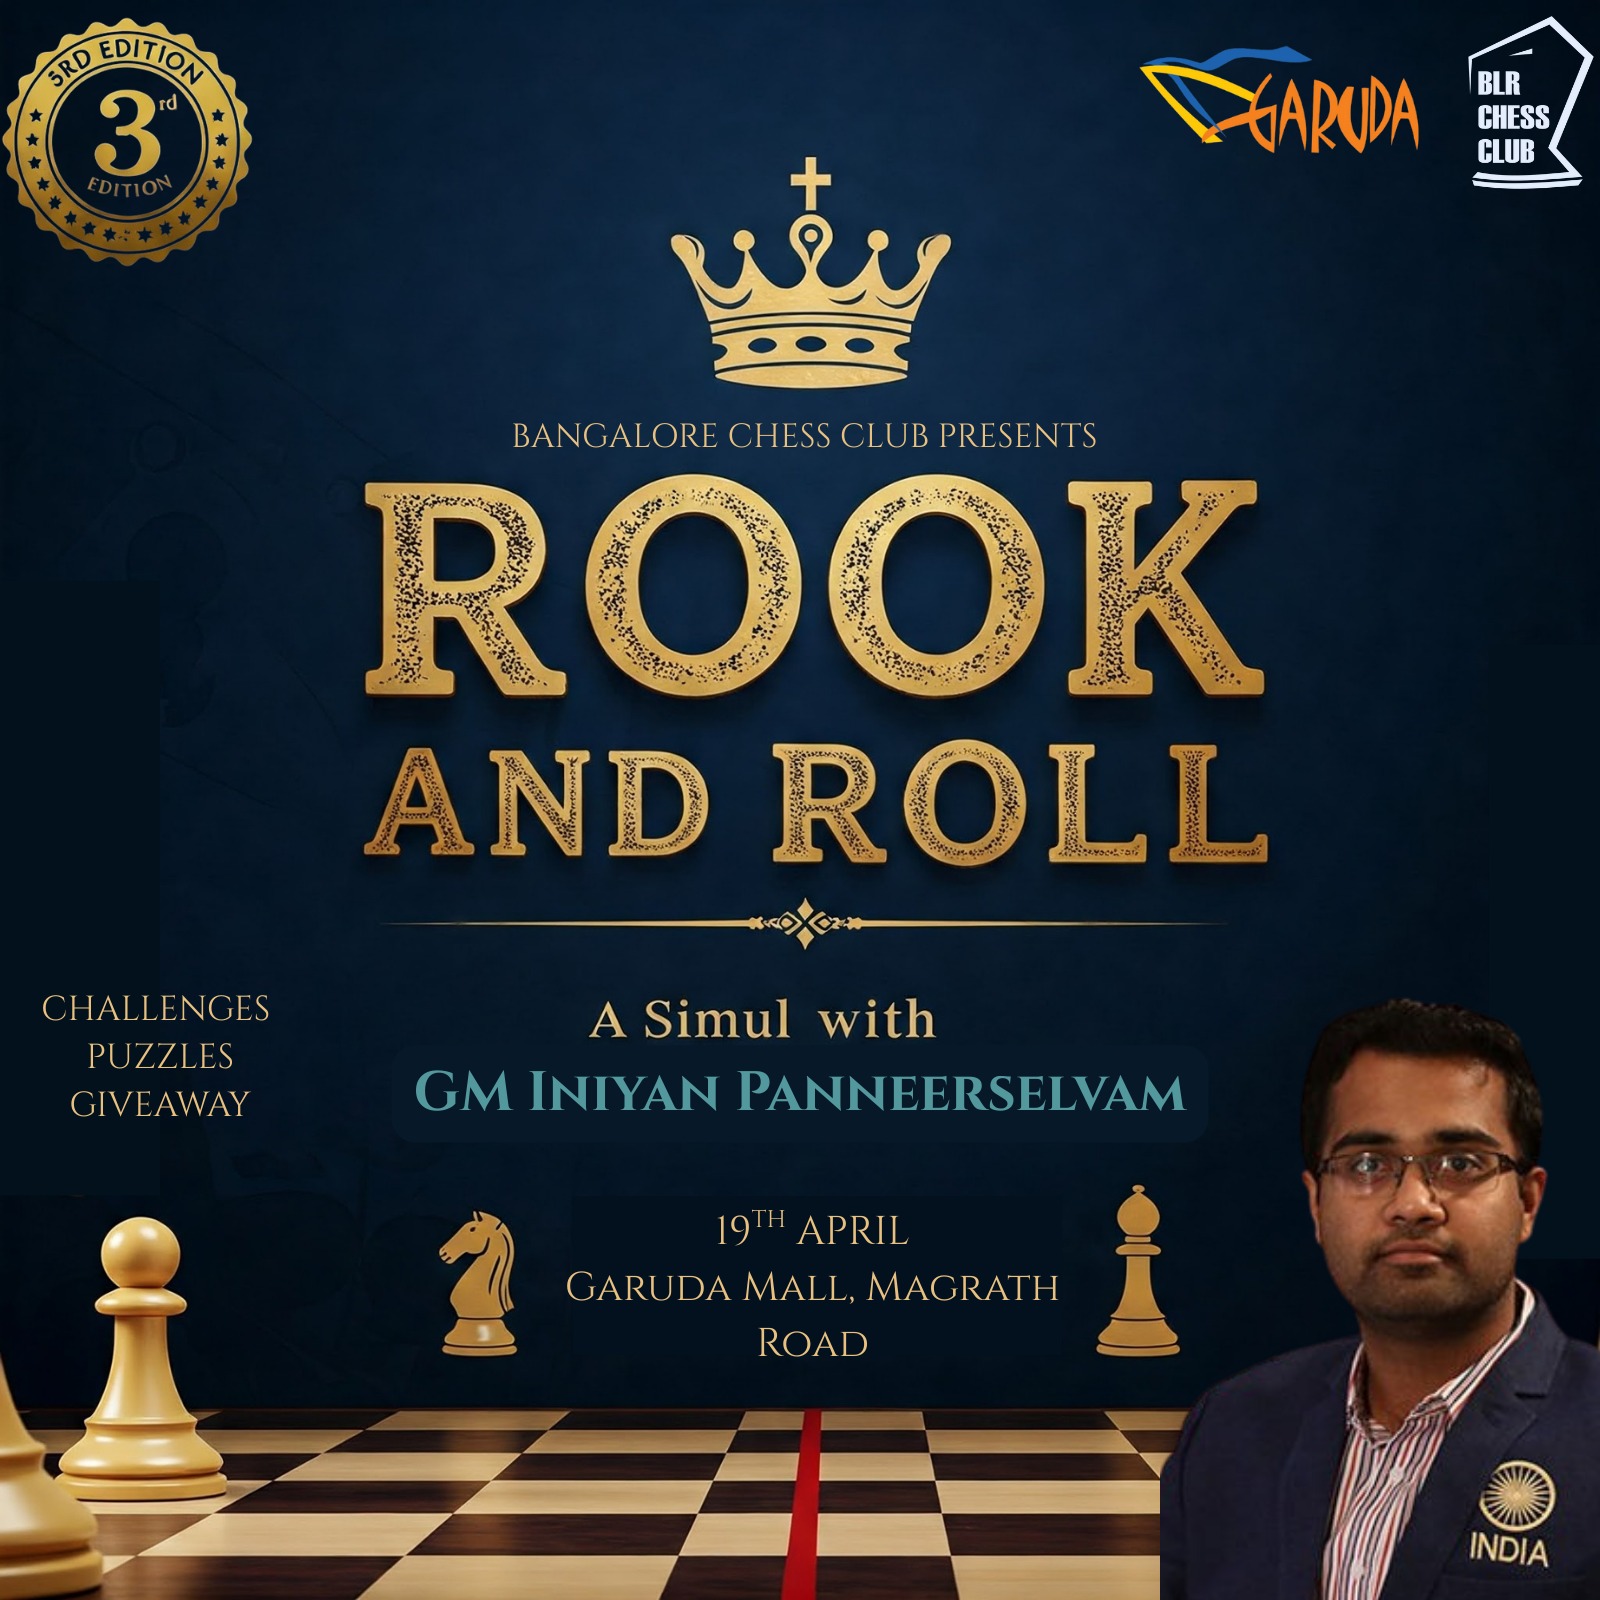 3RD EDITION
3rd
EDITION
GARUDA
BLR
CHESS
CLUB
BANGALORE CHESS CLUB PRESENTS
ROOK
AND ROLL
CHALLENGES
PUZZLES
GIVEAWAY
A Simul with
GM Iniyan Panneerselvam
19TH APRIL
Garuda Mall, Magrath
Road
INDIA